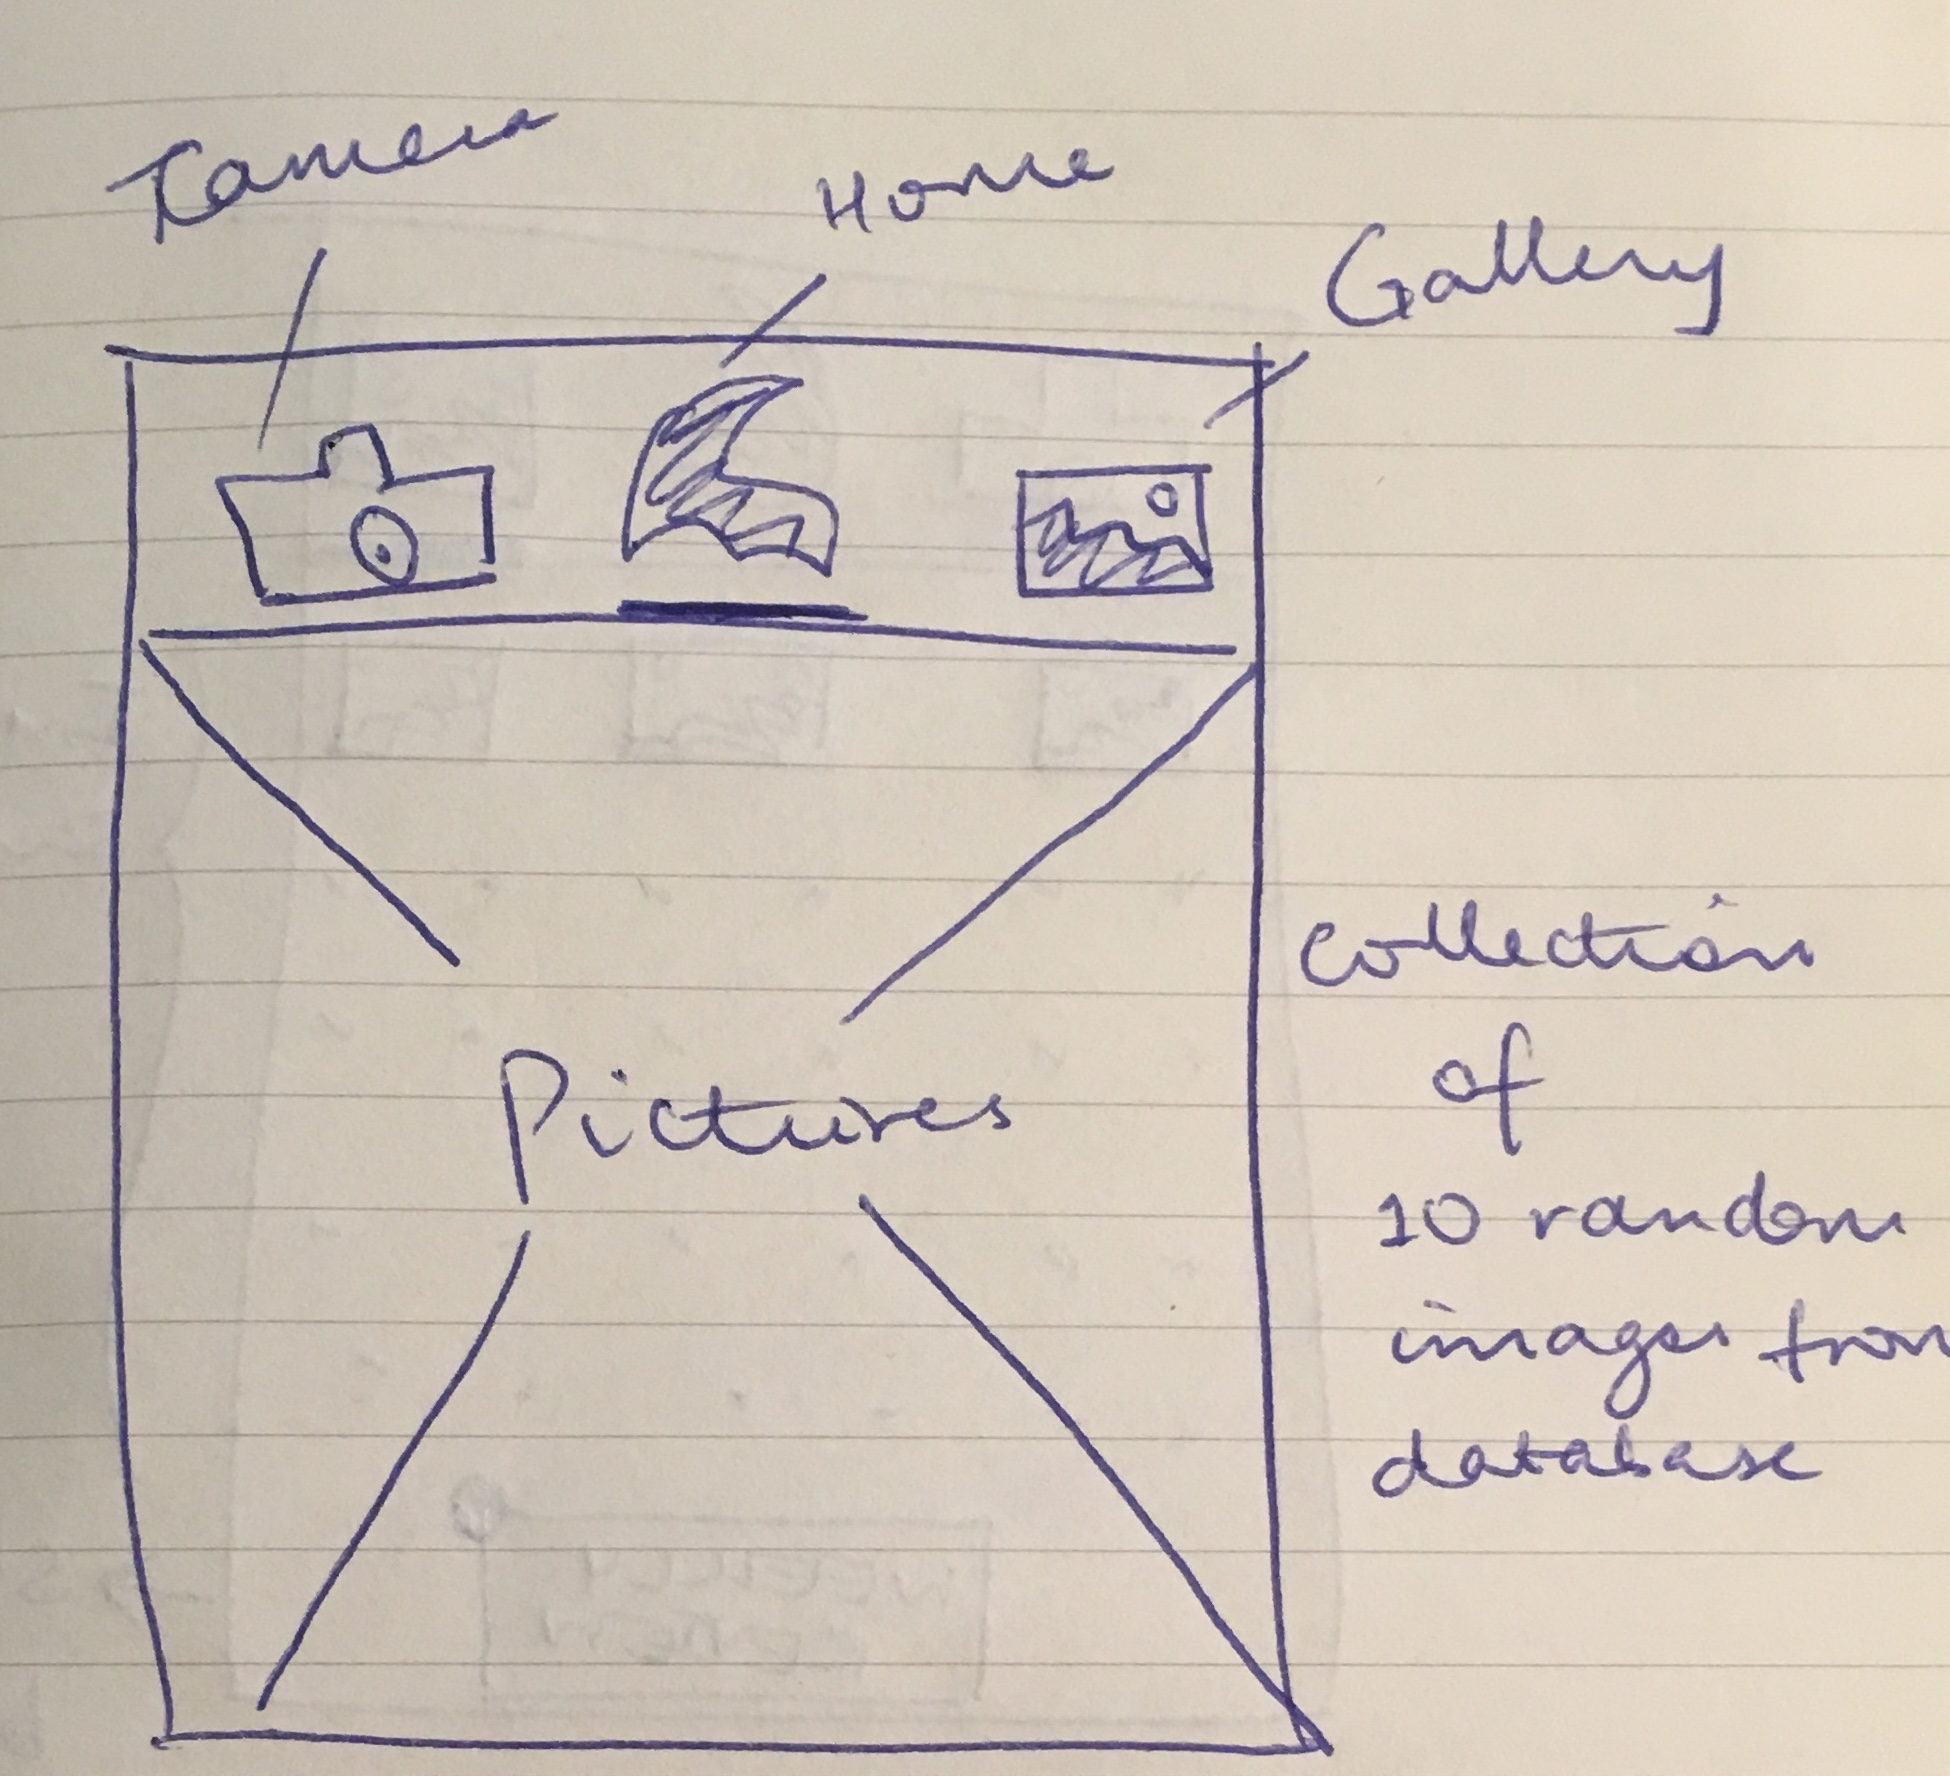 Camera
Home
Gallery
Pictures
collection
of
10 random
images from
database